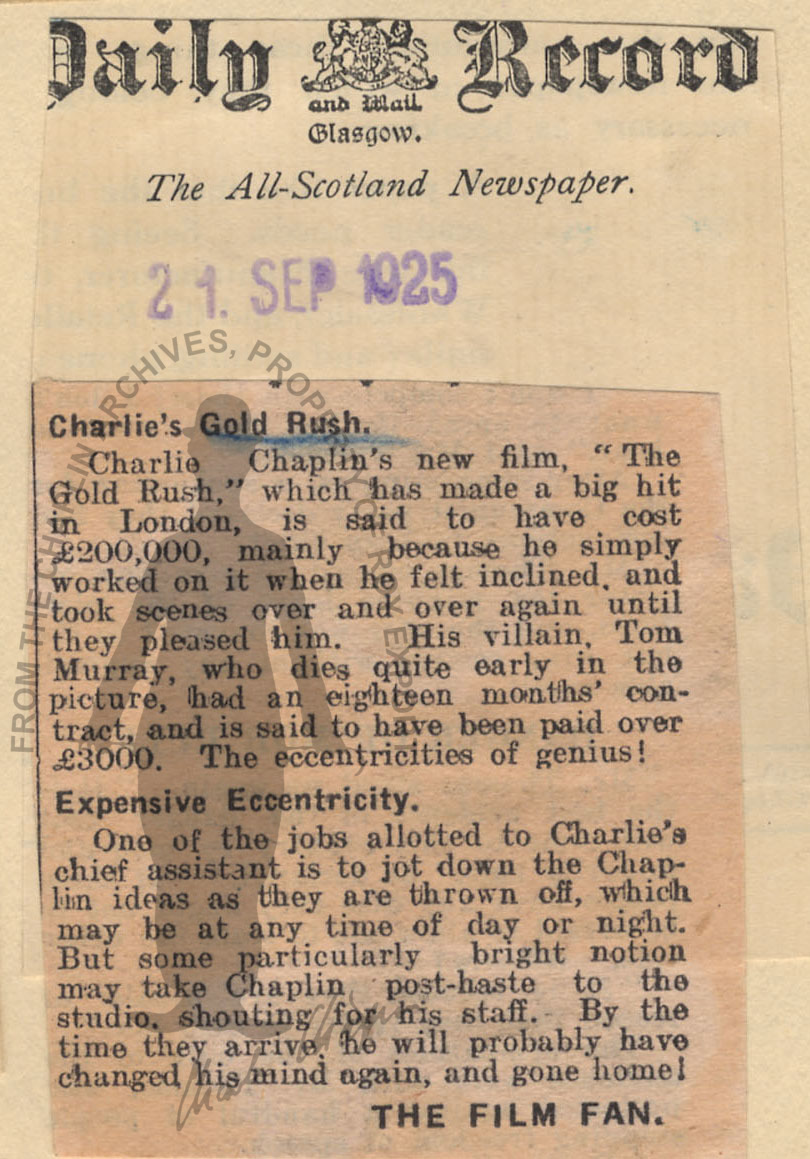 Daily Record
and Mail
Glasgow.
The All-Scotland Newspaper.
21. SEP 1925
Charlie's Gold Rush.
Charlie Chaplin's new film, "The
Gold Rush," which has made a big hit
in London, is said to have cost
£200,000, mainly because he simply
worked on it when he felt inclined, and
took scenes over and over again until
they pleased him. His villain, Tom
Murray, who dies quite early in the
picture, had an eighteen months' con-
tract, and is said to have been paid over
£3000. The eccentricities of genius!
Expensive Eccentricity.
One of the jobs allotted to Charlie's
chief assistant is to jot down the Chap-
lin ideas as they are thrown off, which
may be at any time of day or night.
But some particularly bright notion
may take Chaplin post-haste to the
studio, shouting for his staff. By the
time they arrive, he will probably have
changed his mind again, and gone home!
THE FILM FAN.
FROM THE CHAPLIN ARCHIVES, PROPERTY OF ROY EXPORT